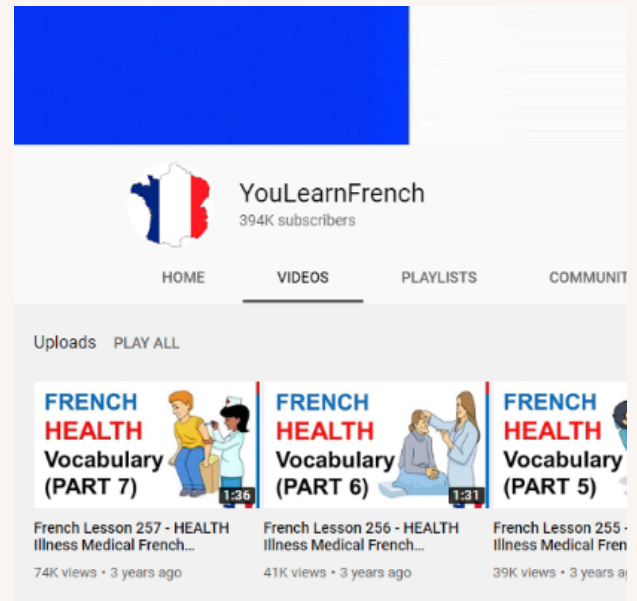 YouLearnFrench
394K subscribers
HOME VIDEOS PLAYLISTS COMMUNIT
Uploads PLAY ALL
FRENCH
HEALTH
Vocabulary
(PART 7)
1:36
FRENCH
HEALTH
Vocabulary
(PART 6)
1:31
FRENCH
HEALTH
Vocabulary
(PART 5)
French Lesson 257 - HEALTH
Illness Medical French...
74K views • 3 years ago
French Lesson 256 - HEALTH
Illness Medical French...
41K views • 3 years ago
French Lesson 255 -
Illness Medical Fren
39K views • 3 years a